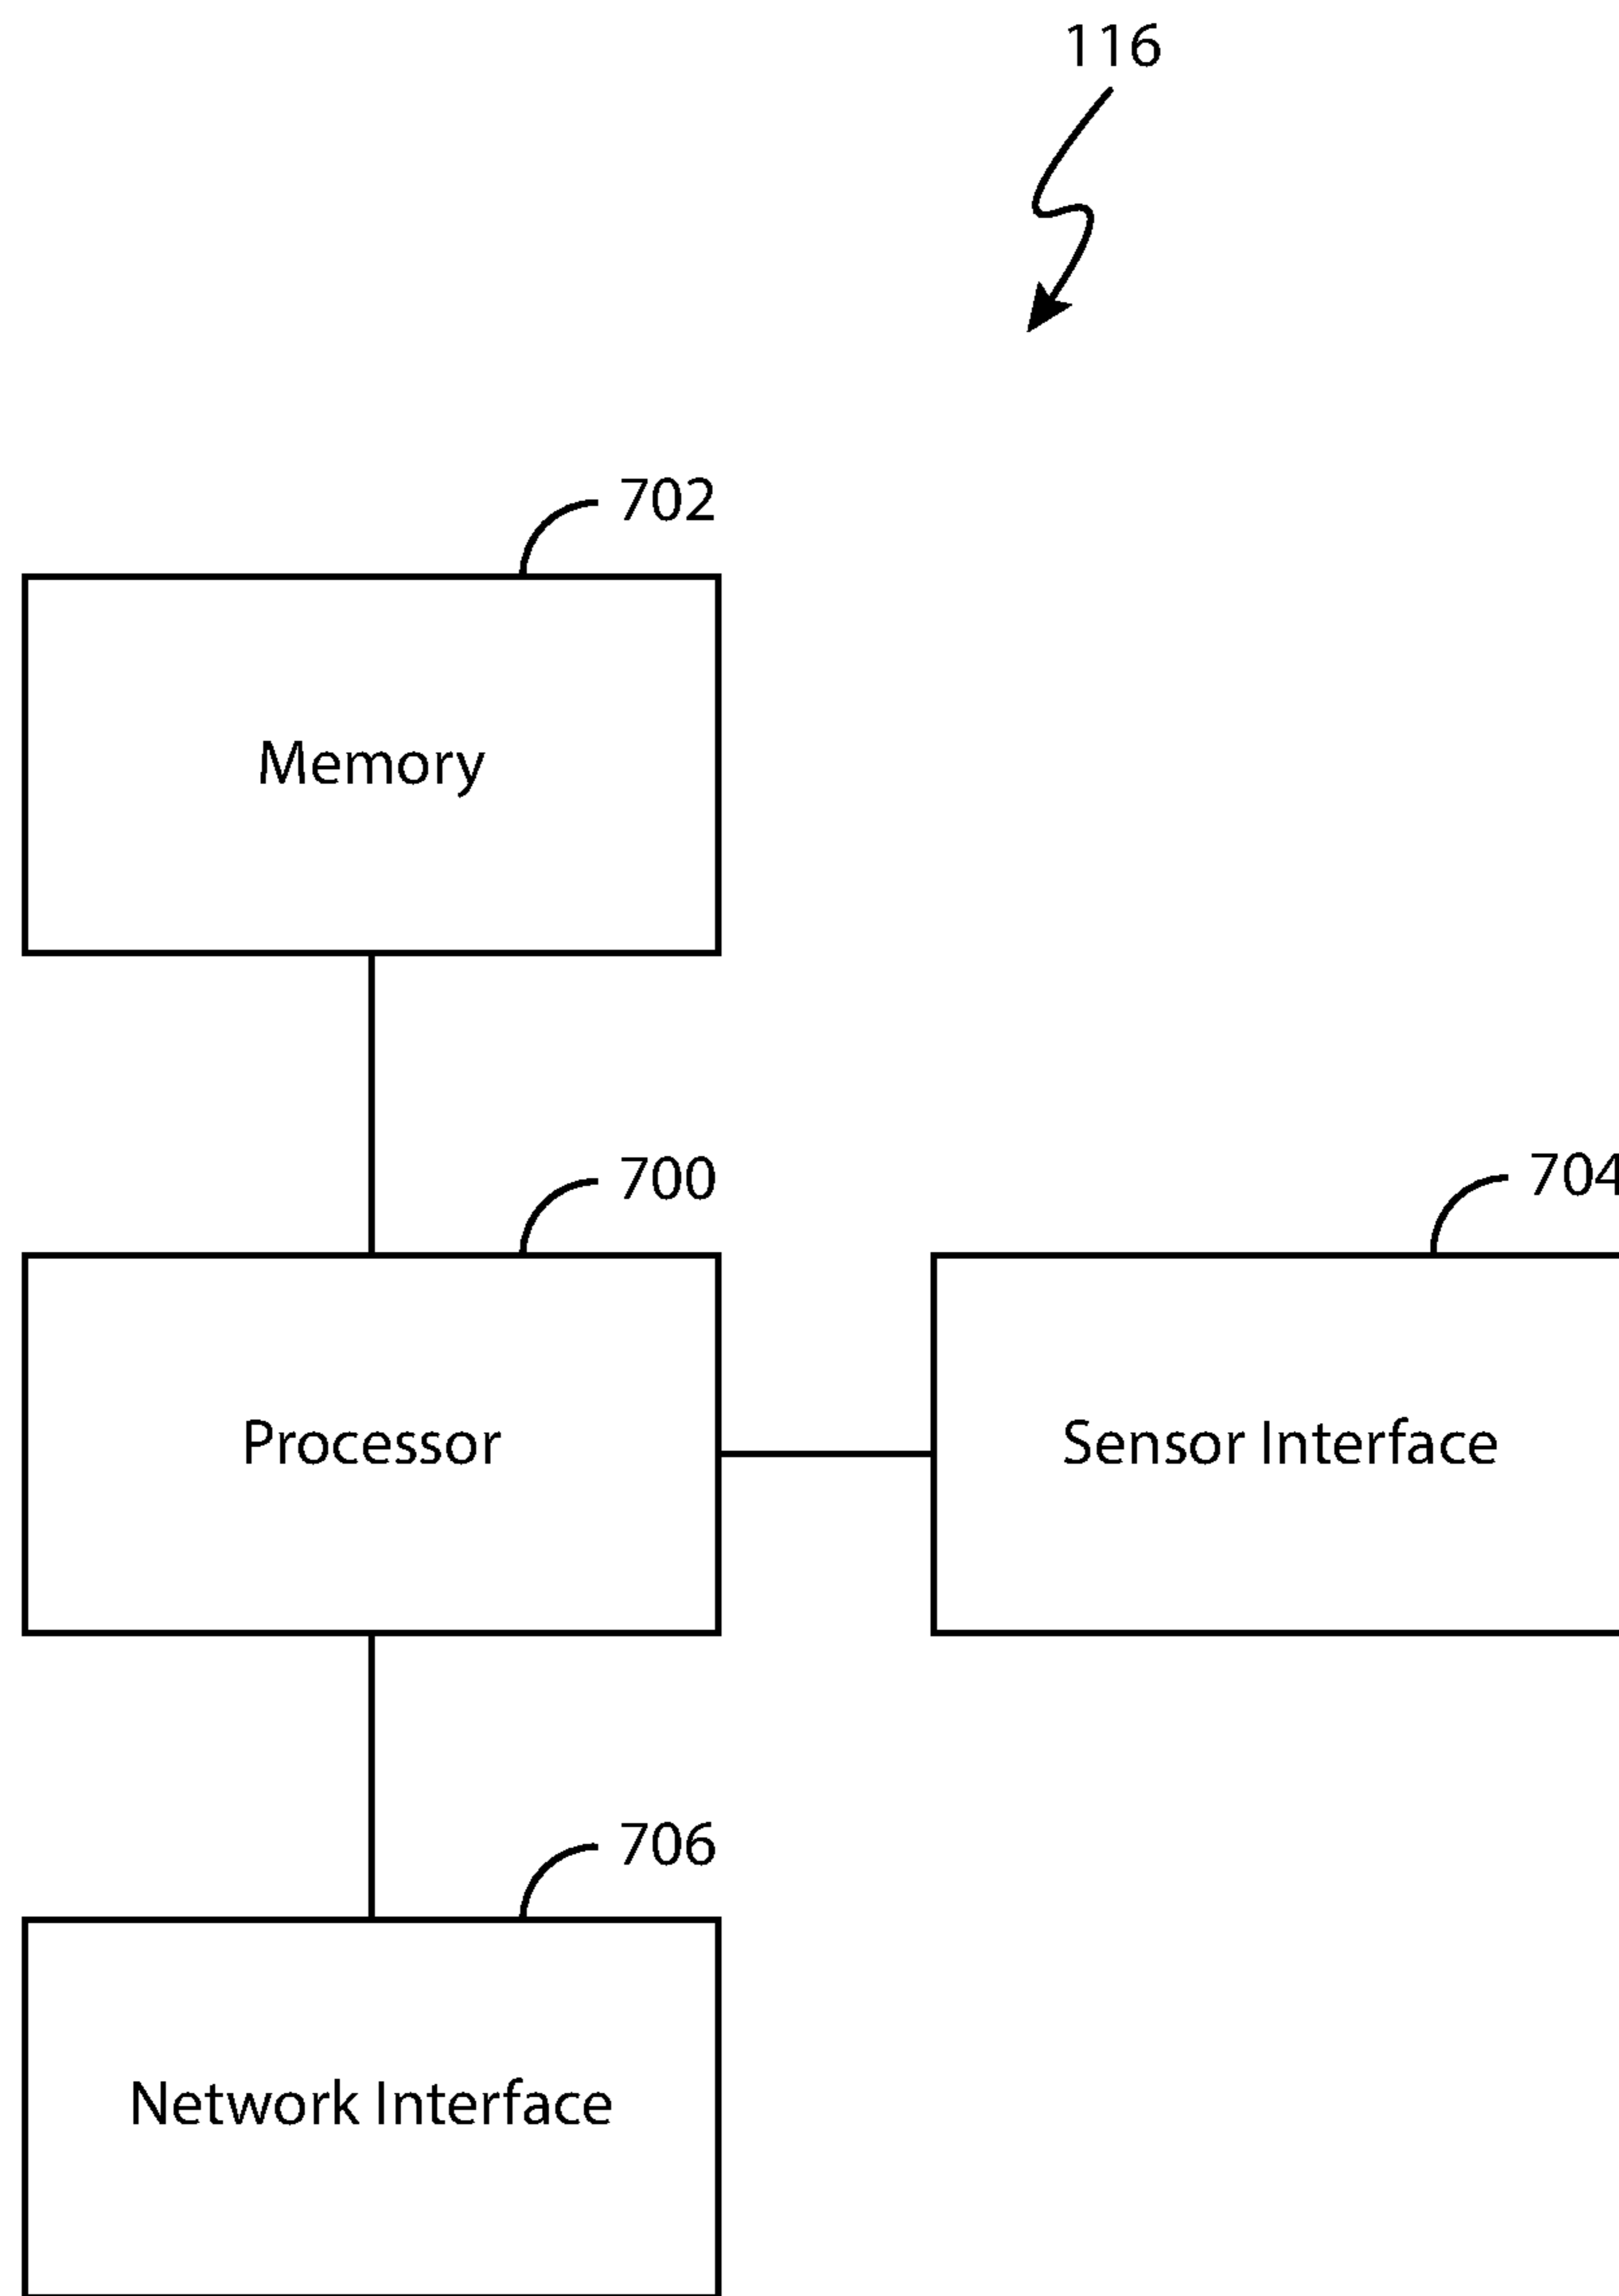 116
702
Memory
700
704
Processor
Sensor Interface
706
Network Interface